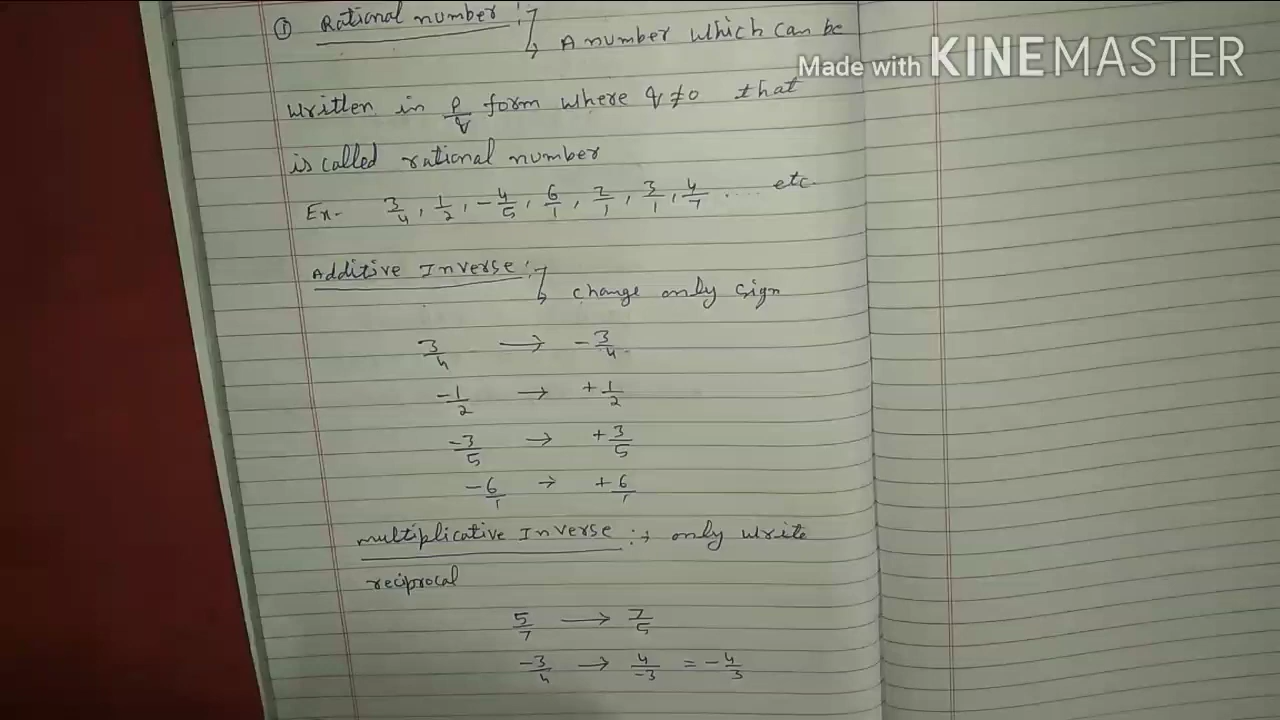 ① Rational number :↴
↳ A number which can be
Made with KINEMASTER
written in p/q form where q ≠ 0 that
is called rational number
Ex- 3/4, 1/2, -4/5, 6/1, 2/1, 3/1, 4/7 ..... etc.
Additive Inverse :↴
↳ change only sign
3/4 → -3/4
-1/2 → +1/2
-3/5 → +3/5
-6/1 → +6/1
multiplicative Inverse :→ only write
reciprocal
5/7 → 7/5
-3/4 → 4/-3 = -4/3